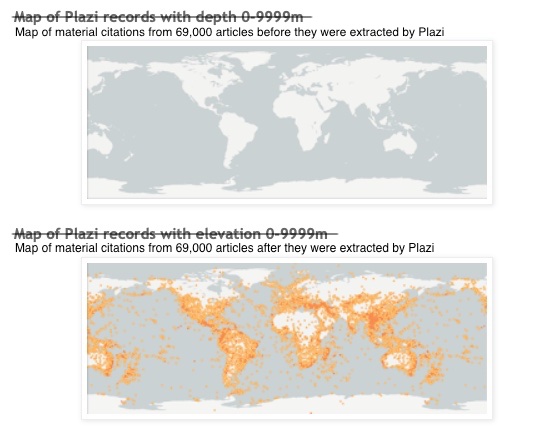 Map of Plazi records with depth 0-9999m
Map of material citations from 69,000 articles before they were extracted by Plazi
Map of Plazi records with elevation 0-9999m
Map of material citations from 69,000 articles after they were extracted by Plazi